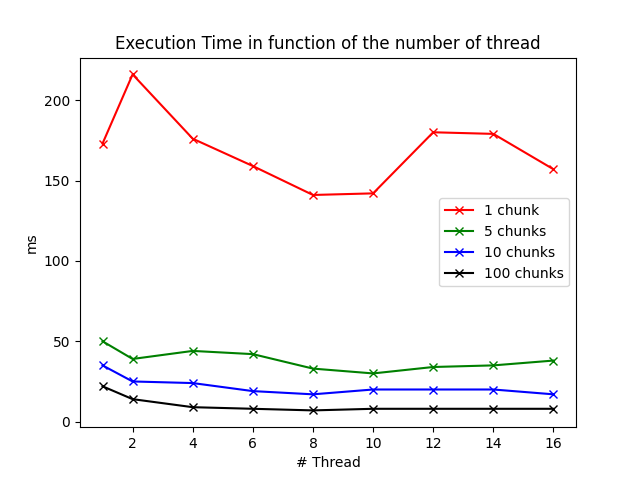 Execution Time in function of the number of thread
200
150
100
50
0
ms
1 chunk
5 chunks
10 chunks
100 chunks
2 4 6 8 10 12 14 16
# Thread